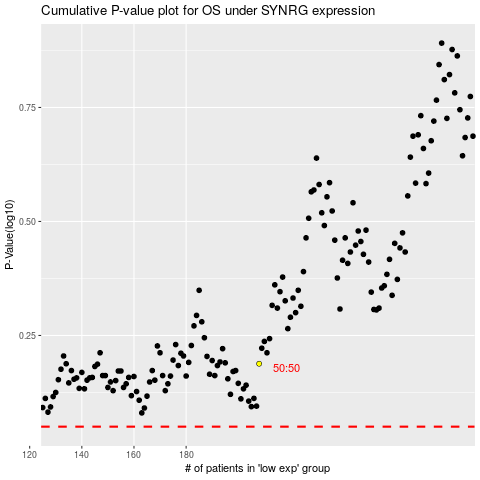 Cumulative P-value plot for OS under SYNRG expression
P-Value(log10)
0.75
0.50
0.25
50:50
120 140 160 180
# of patients in 'low exp' group